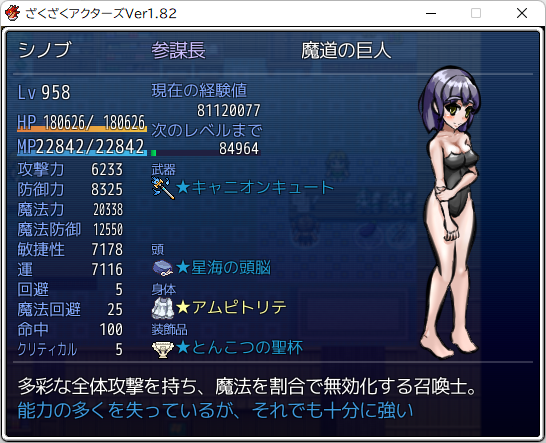 ざくざくアクターズVer1.82
シノブ 参謀長 魔道の巨人
Lv 958
現在の経験値
81120077
HP 180626/ 180626
次のレベルまで
MP22842/22842
84964
攻撃力 6233
武器
防御力 8325
★キャニオンキュート
魔法力 20338
魔法防御 12550
敏捷性 7178
頭
運 7116
★星海の頭脳
回避 5
身体
魔法回避 25
★アムピトリテ
命中 100
装飾品
クリティカル 5
★とんこつの聖杯
多彩な全体攻撃を持ち、魔法を割合で無効化する召喚士。
能力の多くを失っているが、それでも十分に強い